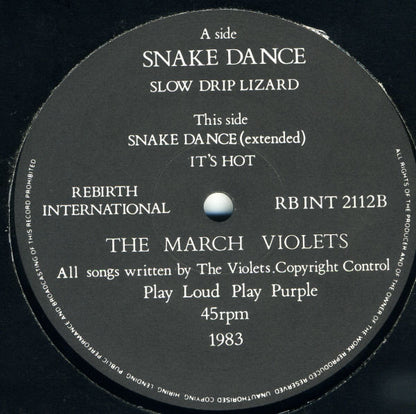 A side
SNAKE DANCE
SLOW DRIP LIZARD
This side
SNAKE DANCE (extended)
IT'S HOT
REBIRTH
INTERNATIONAL
RB INT 2112B
THE MARCH VIOLETS
All songs written by The Violets. Copyright Control
Play Loud Play Purple
45rpm
1983
ALL RIGHTS OF THE PRODUCER AND OF THE OWNER OF THE WORK REPRODUCED RESERVED UNAUTHORISED COPYING HIRING LENDING PUBLIC PERFORMANCE AND BROADCASTING OF THIS RECORD PROHIBITED